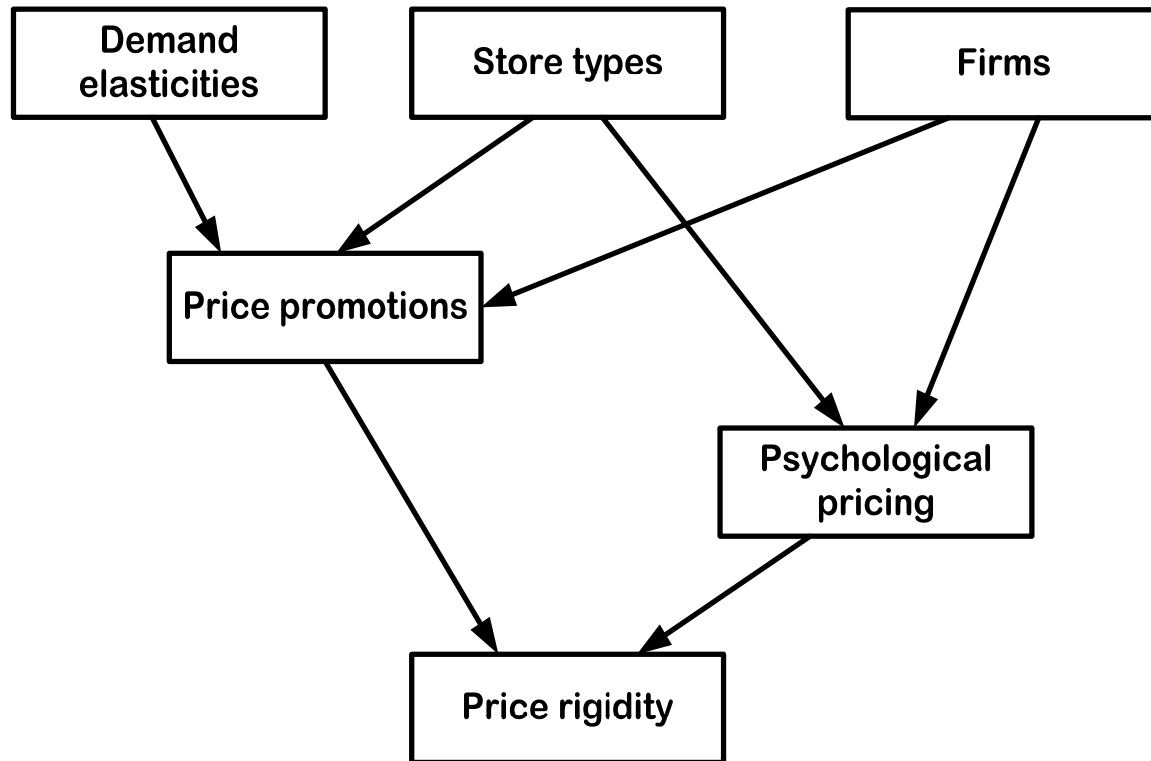 Demand
elasticities
Store types
Firms
Price promotions
Psychological
pricing
Price rigidity